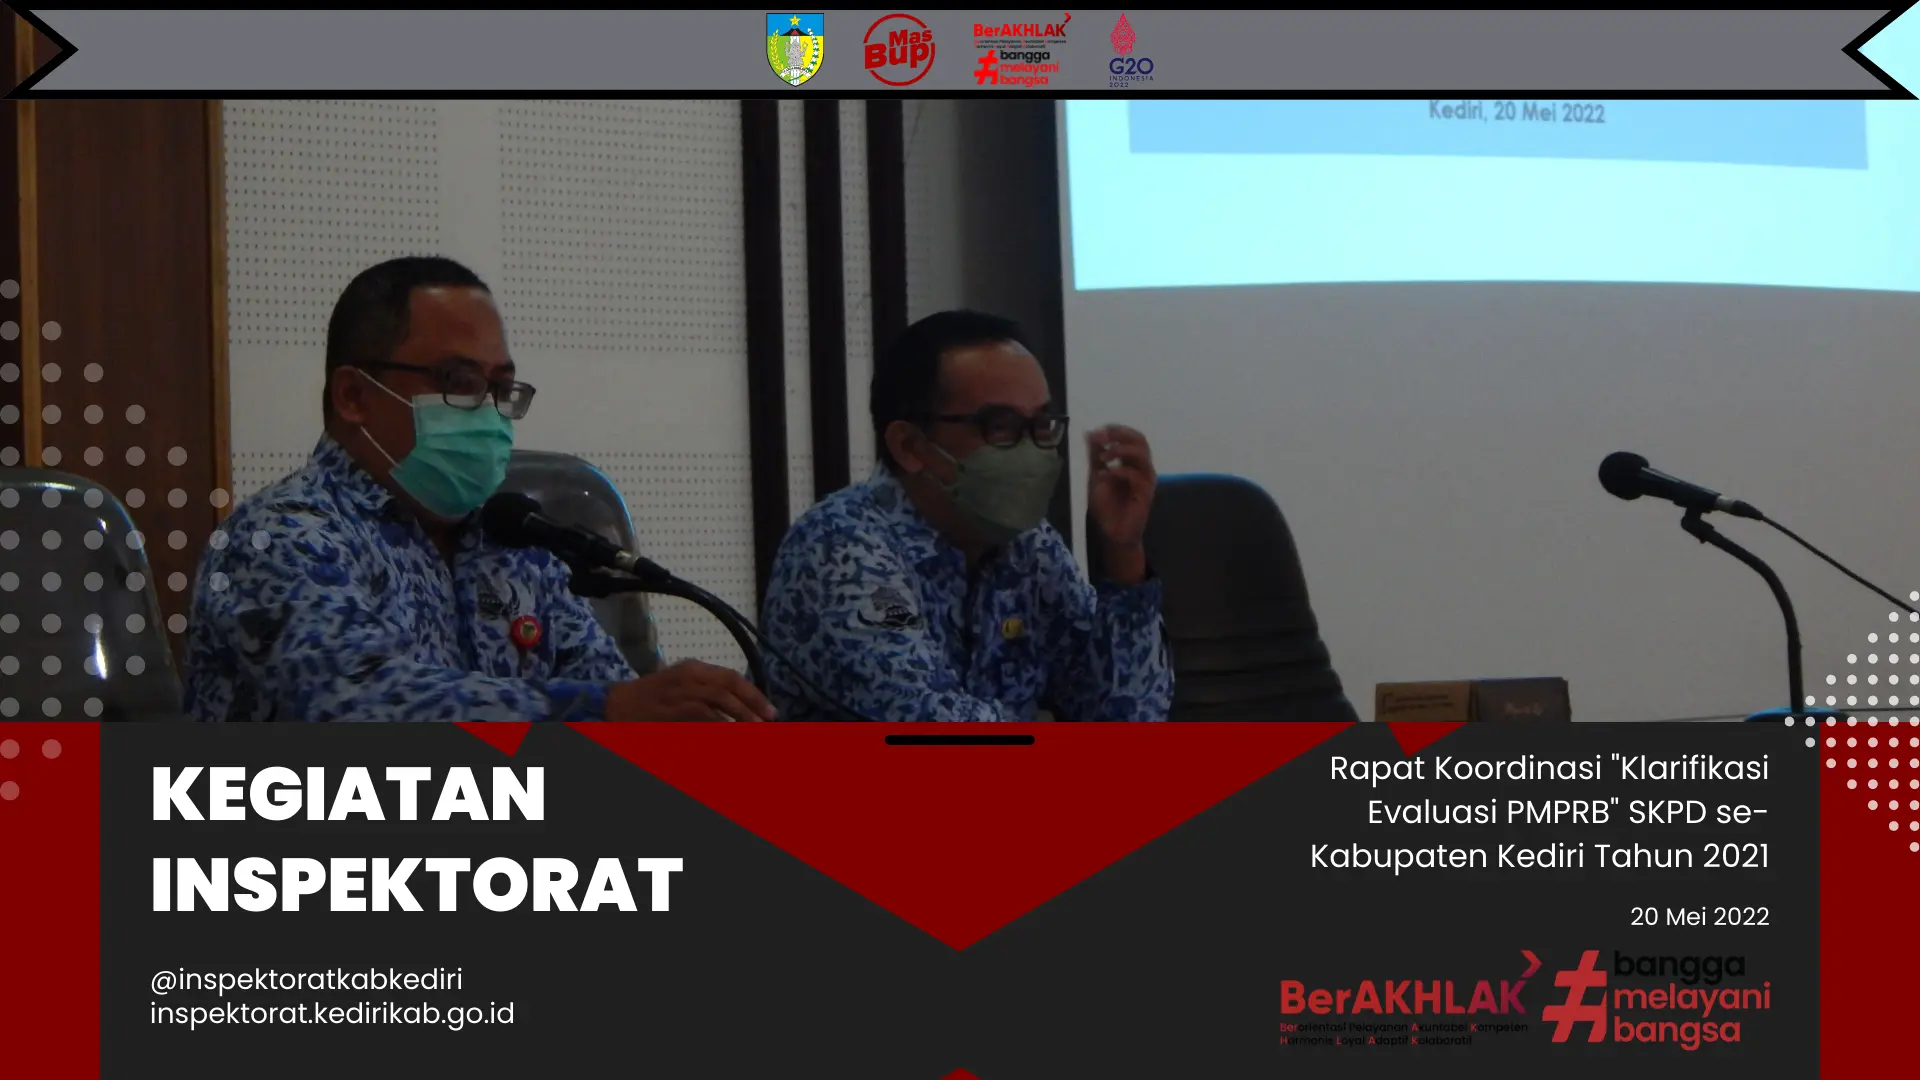 Mas
Bup
BerAKHLAK
#bangga
melayani
bangsa
G20
INDONESIA
2022
Kediri, 20 Mei 2022
KEGIATAN
INSPEKTORAT
@inspektoratkabkediri
inspektorat.kedirikab.go.id
Rapat Koordinasi "Klarifikasi
Evaluasi PMPRB" SKPD se-
Kabupaten Kediri Tahun 2021
20 Mei 2022
BerAKHLAK
Berorientasi Pelayanan Akuntabel Kompeten
Harmonis Loyal Adaptif Kolaboratif
#bangga
melayani
bangsa